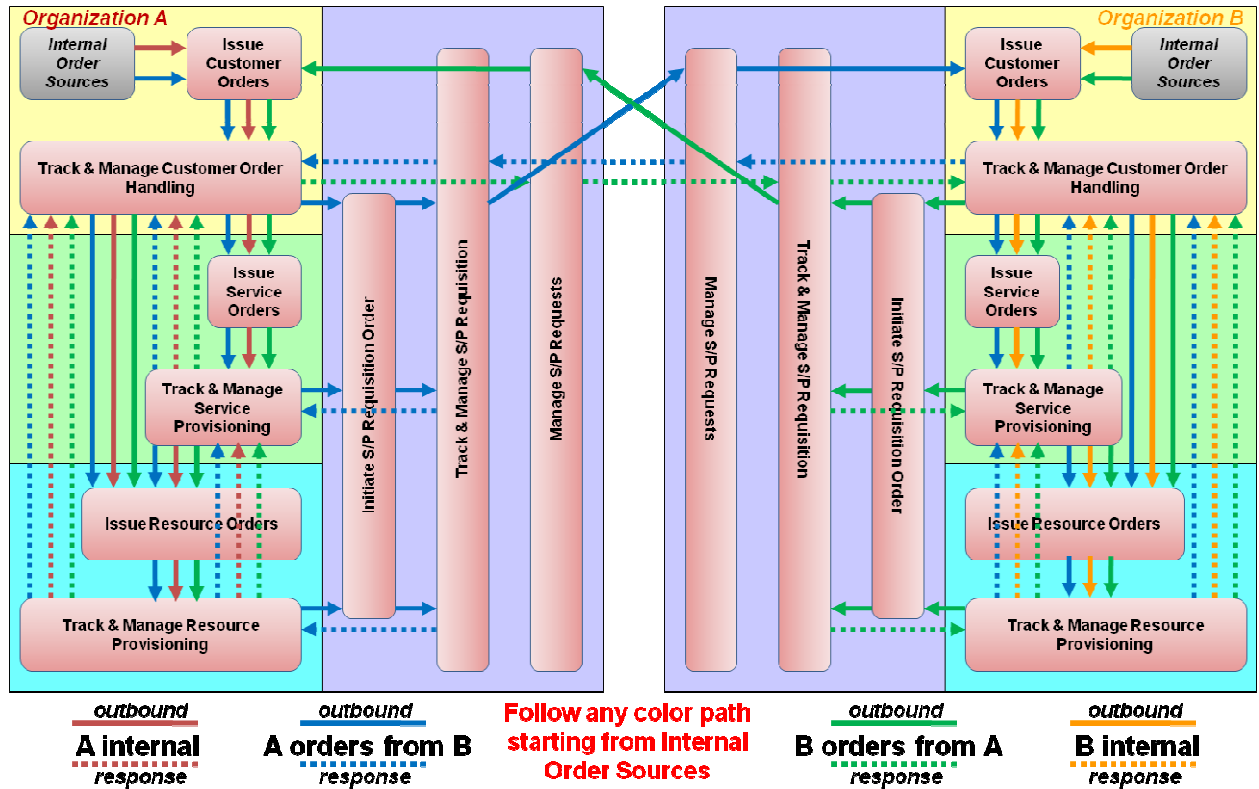 Organization A
Internal
Order
Sources
Issue
Customer
Orders
Track & Manage Customer Order
Handling
Issue
Service
Orders
Track & Manage
Service
Provisioning
Issue Resource Orders
Track & Manage Resource
Provisioning
Initiate S/P Requisition Order
Track & Manage S/P Requisition
Manage S/P Requests
Manage S/P Requests
Track & Manage S/P Requisition
Initiate S/P Requisition Order
Organization B
Issue
Customer
Orders
Internal
Order
Sources
Track & Manage Customer Order
Handling
Issue
Service
Orders
Track & Manage
Service
Provisioning
Issue Resource Orders
Track & Manage Resource
Provisioning
outbound
A internal
response
outbound
A orders from B
response
Follow any color path
starting from Internal
Order Sources
outbound
B orders from A
response
outbound
B internal
response